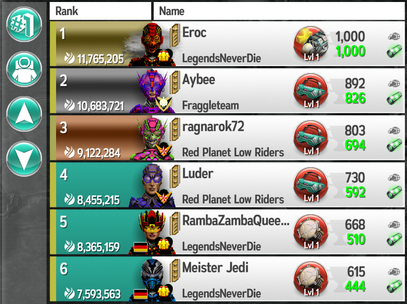 Rank Name
1 Eroc 1,000
11,765,205 LegendsNeverDie Lvl 1 1,000
2 Aybee 892
10,683,721 Fraggleteam Lvl 1 826
3 ragnarok72 803
9,122,284 Red Planet Low Riders Lvl 1 694
4 Luder 730
8,455,215 Red Planet Low Riders Lvl 1 592
5 RambaZambaQuee... 668
8,365,159 LegendsNeverDie Lvl 1 510
6 Meister Jedi 615
7,593,563 LegendsNeverDie Lvl 1 444